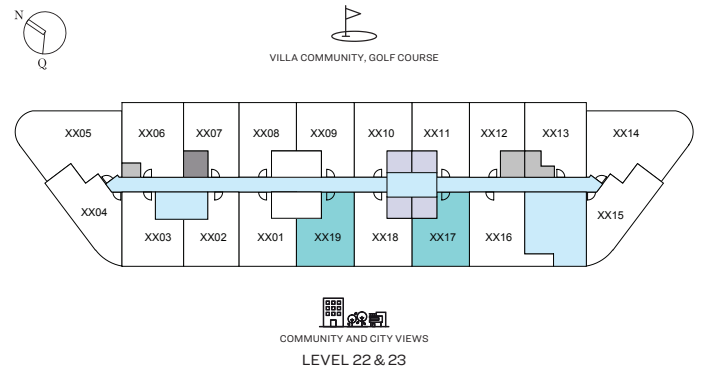 N
Q
VILLA COMMUNITY, GOLF COURSE
XX05 XX06 XX07 XX08 XX09 XX10 XX11 XX12 XX13 XX14
XX04 XX03 XX02 XX01 XX19 XX18 XX17 XX16 XX15
COMMUNITY AND CITY VIEWS
LEVEL 22 & 23